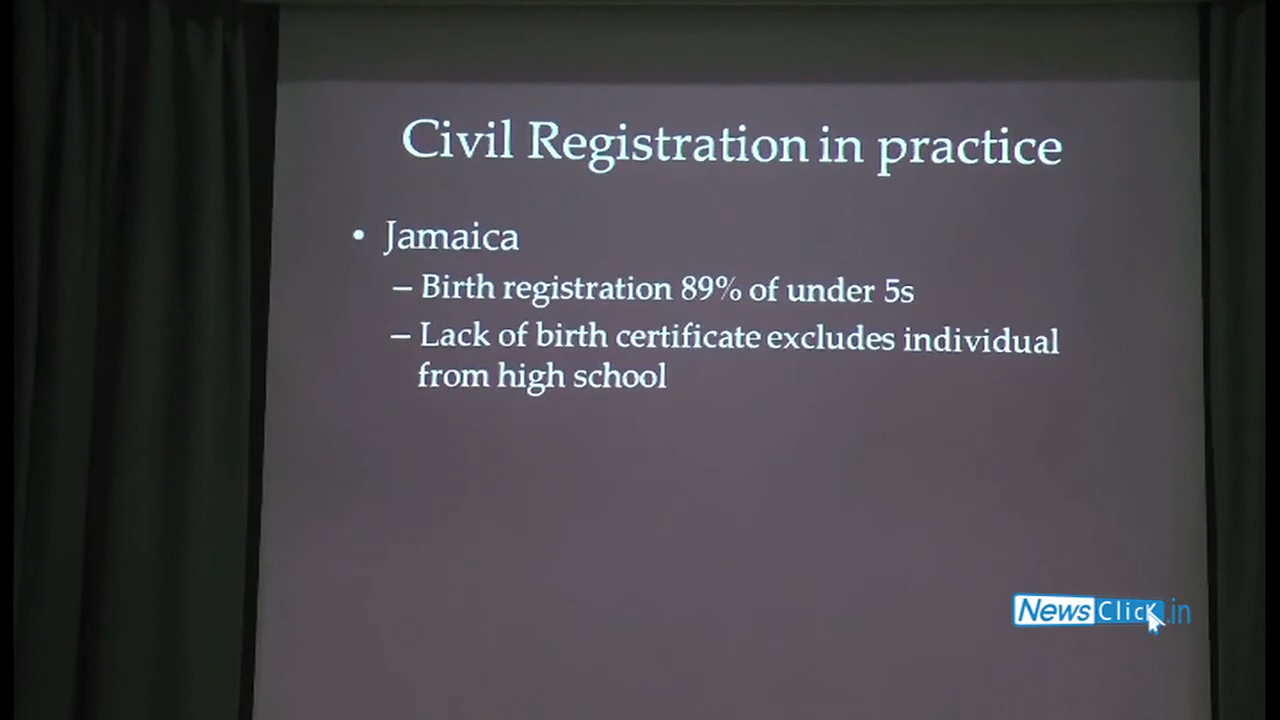 Civil Registration in practice
• Jamaica
– Birth registration 89% of under 5s
– Lack of birth certificate excludes individual
from high school
NewsClick.in